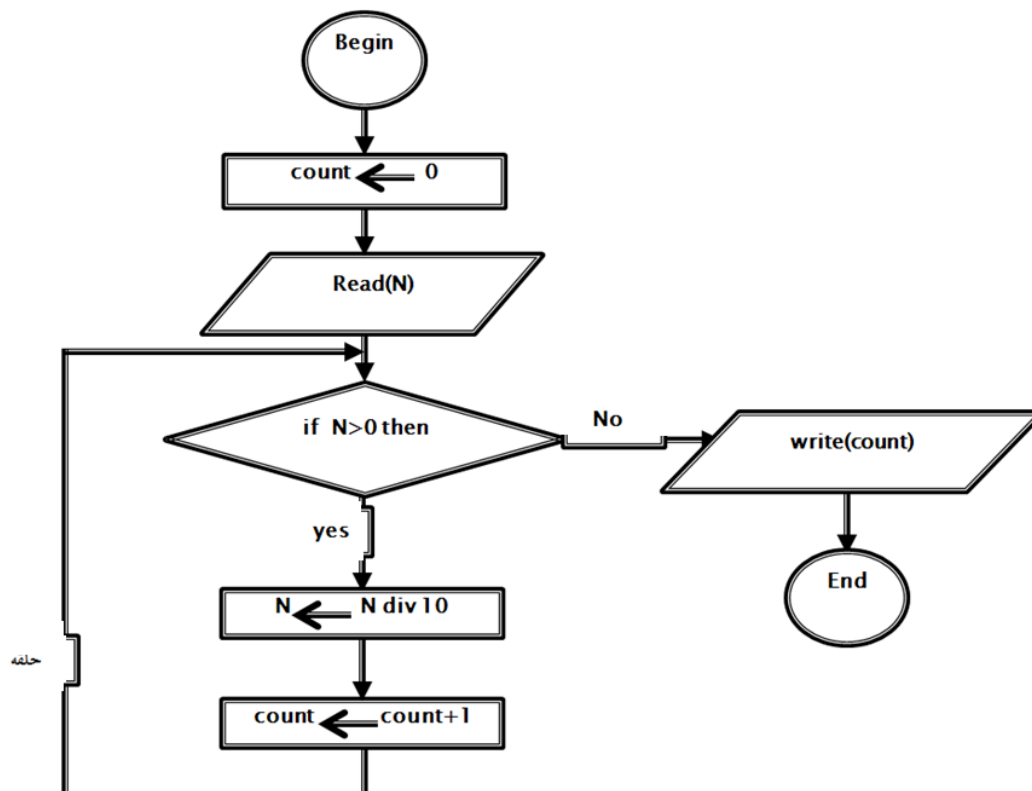 Begin
count ← 0
Read(N)
if N>0 then
No
write(count)
yes
End
N ← N div 10
حلقه
count ← count+1